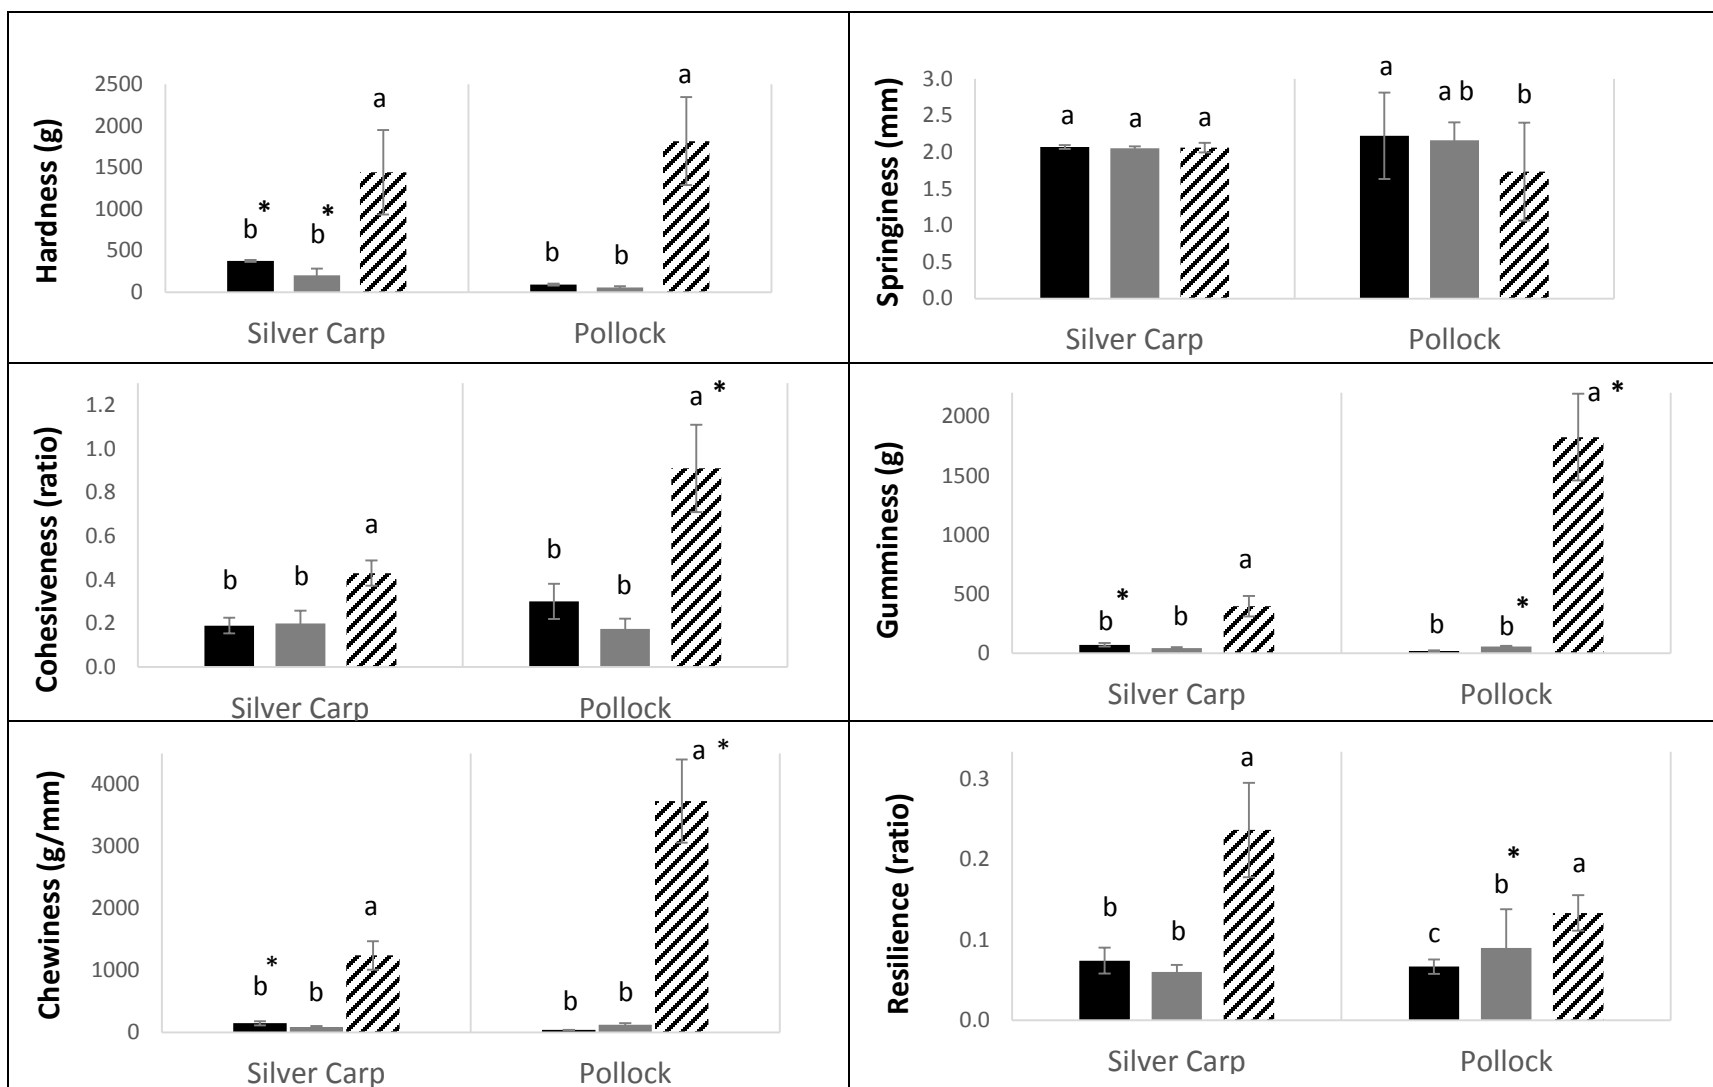 Hardness (g)
2500
2000
1500
1000
500
0
b
*
b
*
a
b
b
a
Silver Carp
Pollock
Springiness (mm)
3.0
2.5
2.0
1.5
1.0
0.5
0.0
a
a
a
a
a b
b
Silver Carp
Pollock
Cohesiveness (ratio)
1.2
1.0
0.8
0.6
0.4
0.2
0.0
b
b
a
b
b
a *
Silver Carp
Pollock
Gumminess (g)
2000
1500
1000
500
0
b
*
b
a
b
b
*
a *
Silver Carp
Pollock
Chewiness (g/mm)
4000
3000
2000
1000
0
b
*
b
a
b
b
a *
Silver Carp
Pollock
Resilience (ratio)
0.3
0.2
0.1
0.0
b
b
a
c
b
*
a
Silver Carp
Pollock